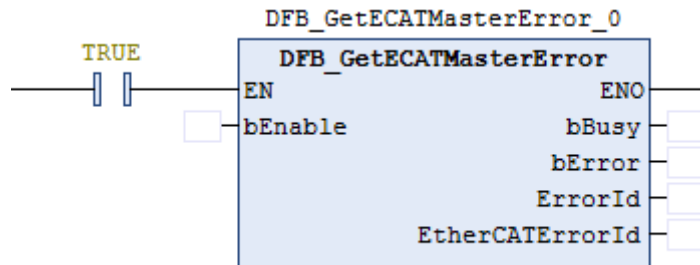 DFB_GetECATMasterError_0
TRUE
DFB_GetECATMasterError
EN ENO
bEnable bBusy
bError
ErrorId
EtherCATErrorId